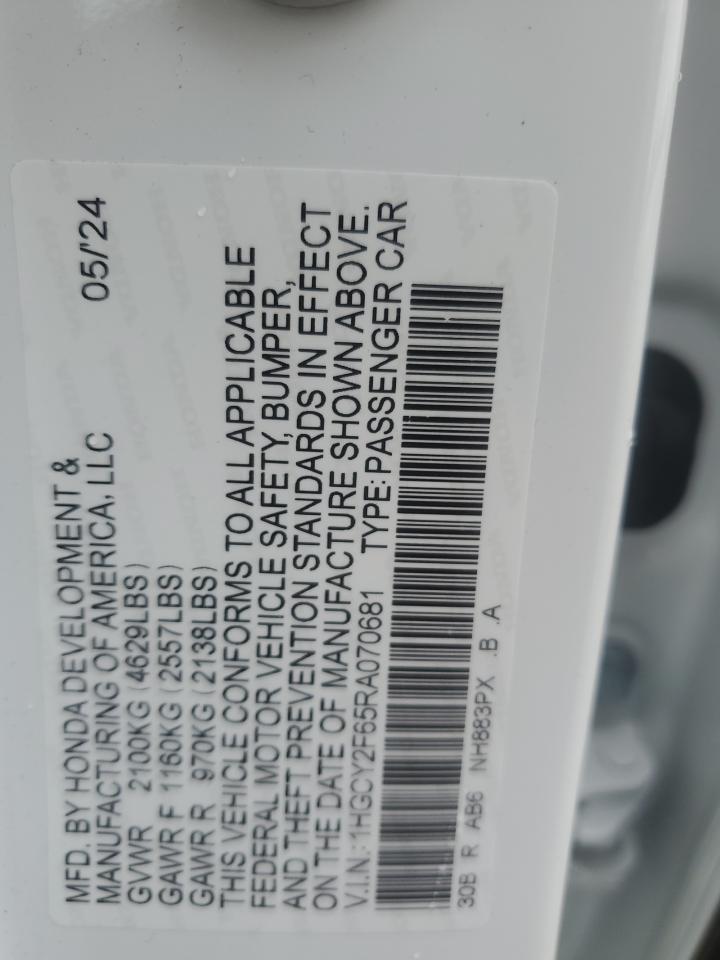 MFD. BY HONDA DEVELOPMENT &
MANUFACTURING OF AMERICA, LLC 05/'24
GVWR 2100KG (4629LBS)
GAWR F 1160KG (2557LBS)
GAWR R 970KG (2138LBS)
THIS VEHICLE CONFORMS TO ALL APPLICABLE
FEDERAL MOTOR VEHICLE SAFETY, BUMPER,
AND THEFT PREVENTION STANDARDS IN EFFECT
ON THE DATE OF MANUFACTURE SHOWN ABOVE.
V.I.N.: 1HGCY2F65RA070681 TYPE: PASSENGER CAR
30B R AB6 NH883PX .B .A